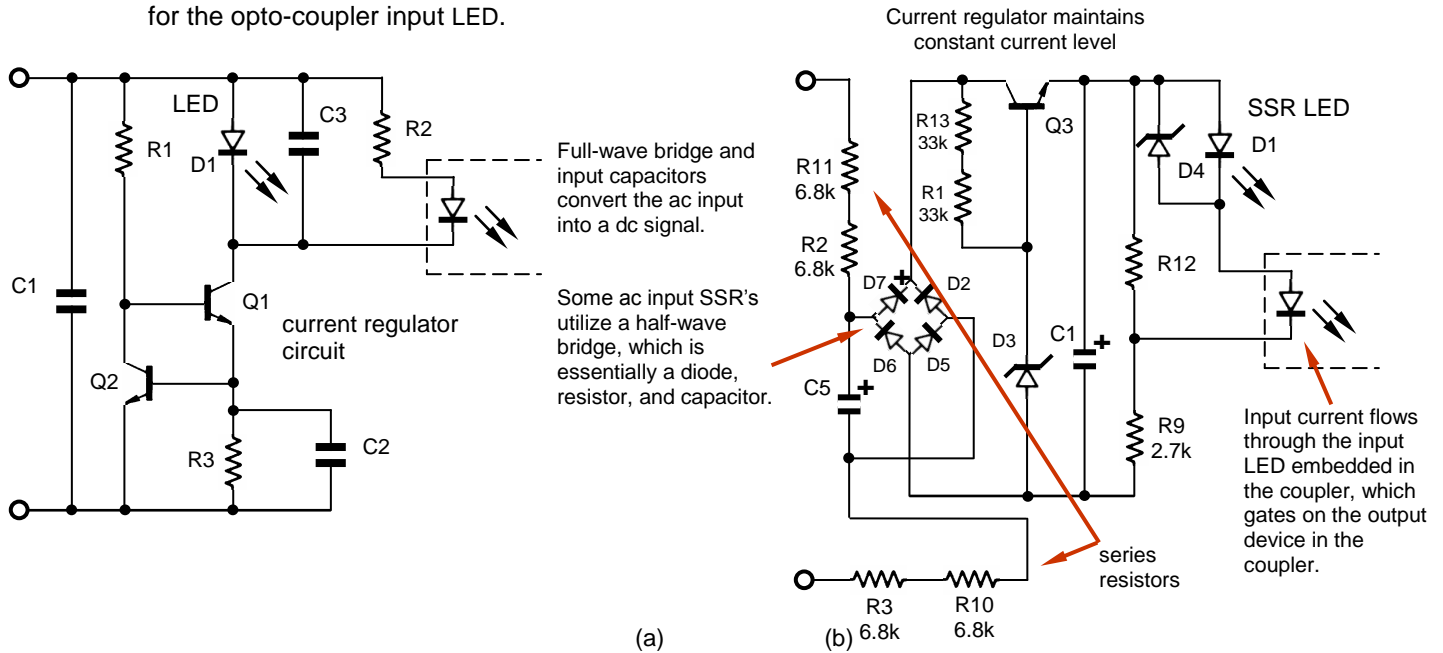 for the opto-coupler input LED.
LED
D1
C3
R2
R1
C1
Q1
current regulator
circuit
Q2
R3
C2
Full-wave bridge and
input capacitors
convert the ac input
into a dc signal.
Some ac input SSR's
utilize a half-wave
bridge, which is
essentially a diode,
resistor, and capacitor.
(a)
Current regulator maintains
constant current level
R13
33k
Q3
SSR LED
D1
D4
R11
6.8k
R1
33k
R2
6.8k
R12
D7
+
D2
D6
D5
D3
C1
+
C5
+
R9
2.7k
Input current flows
through the input
LED embedded in
the coupler, which
gates on the output
device in the
coupler.
series
resistors
R3
6.8k
R10
6.8k
(b)